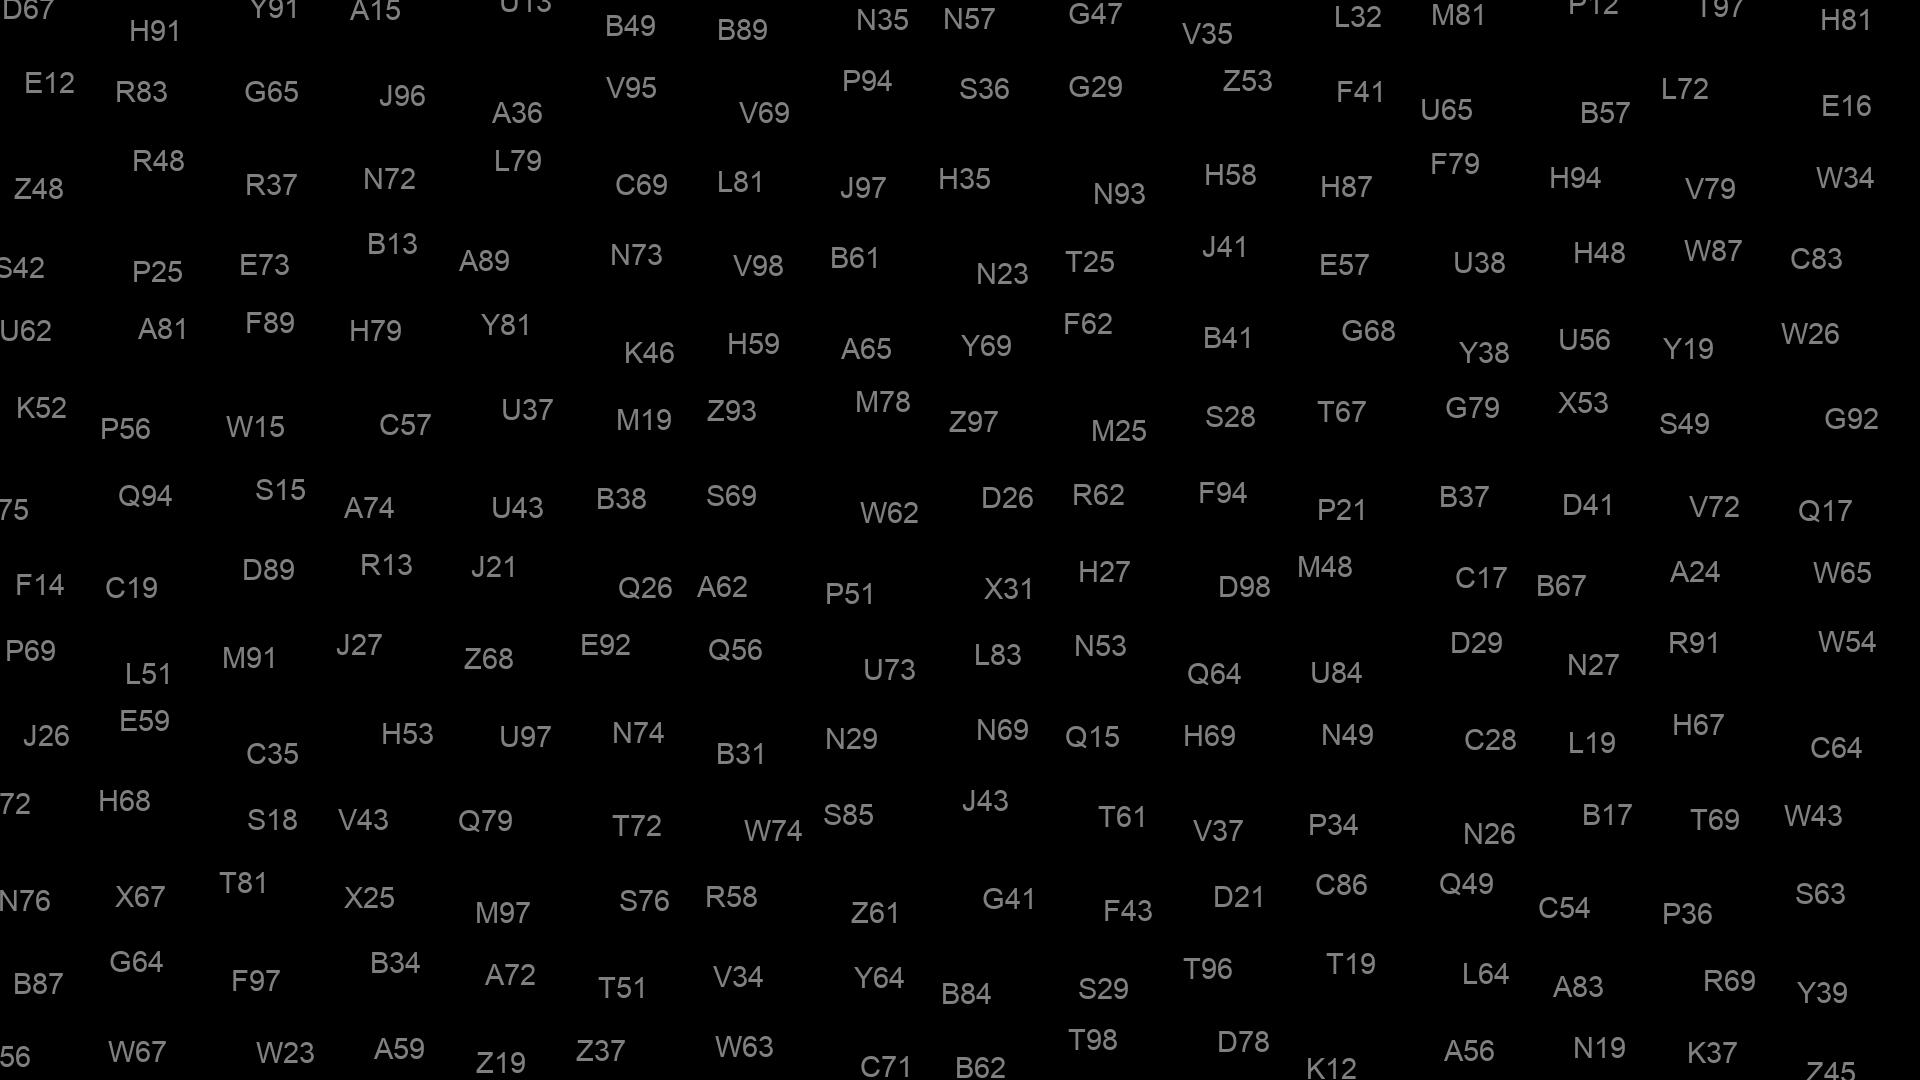 D67 H91 Y91 A15 U13 B49 B89 N35 N57 G47 V35 L32 M81 P12 T97 H81
E12 R83 G65 J96 A36 V95 V69 P94 S36 G29 Z53 F41 U65 B57 L72 E16
Z48 R48 R37 N72 L79 C69 L81 J97 H35 N93 H58 H87 F79 H94 V79 W34
S42 P25 E73 B13 A89 N73 V98 B61 N23 T25 J41 E57 U38 H48 W87 C83
U62 A81 F89 H79 Y81 K46 H59 A65 Y69 F62 B41 G68 Y38 U56 Y19 W26
K52 P56 W15 C57 U37 M19 Z93 M78 Z97 M25 S28 T67 G79 X53 S49 G92
75 Q94 S15 A74 U43 B38 S69 W62 D26 R62 F94 P21 B37 D41 V72 Q17
F14 C19 D89 R13 J21 Q26 A62 P51 X31 H27 D98 M48 C17 B67 A24 W65
P69 L51 M91 J27 Z68 E92 Q56 U73 L83 N53 Q64 U84 D29 N27 R91 W54
J26 E59 C35 H53 U97 N74 B31 N29 N69 Q15 H69 N49 C28 L19 H67 C64
72 H68 S18 V43 Q79 T72 W74 S85 J43 T61 V37 P34 N26 B17 T69 W43
N76 X67 T81 X25 M97 S76 R58 Z61 G41 F43 D21 C86 Q49 C54 P36 S63
B87 G64 F97 B34 A72 T51 V34 Y64 B84 S29 T96 T19 L64 A83 R69 Y39
56 W67 W23 A59 Z19 Z37 W63 C71 B62 T98 D78 K12 A56 N19 K37 Z45